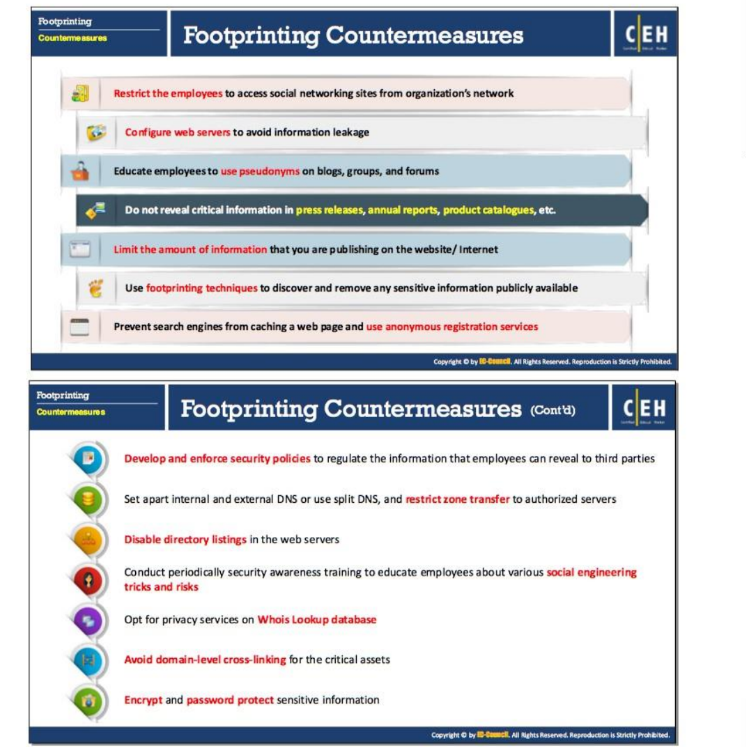 Footprinting
Countermeasures
Footprinting Countermeasures
C|EH
Restrict the employees to access social networking sites from organization's network
Configure web servers to avoid information leakage
Educate employees to use pseudonyms on blogs, groups, and forums
Do not reveal critical information in press releases, annual reports, product catalogues, etc.
Limit the amount of information that you are publishing on the website/ Internet
Use footprinting techniques to discover and remove any sensitive information publicly available
Prevent search engines from caching a web page and use anonymous registration services
Copyright © by EC-Council. All Rights Reserved. Reproduction is Strictly Prohibited.
Footprinting
Countermeasures
Footprinting Countermeasures (Cont'd)
C|EH
Develop and enforce security policies to regulate the information that employees can reveal to third parties
Set apart internal and external DNS or use split DNS, and restrict zone transfer to authorized servers
Disable directory listings in the web servers
Conduct periodically security awareness training to educate employees about various social engineering
tricks and risks
Opt for privacy services on Whois Lookup database
Avoid domain-level cross-linking for the critical assets
Encrypt and password protect sensitive information
Copyright © by EC-Council. All Rights Reserved. Reproduction is Strictly Prohibited.